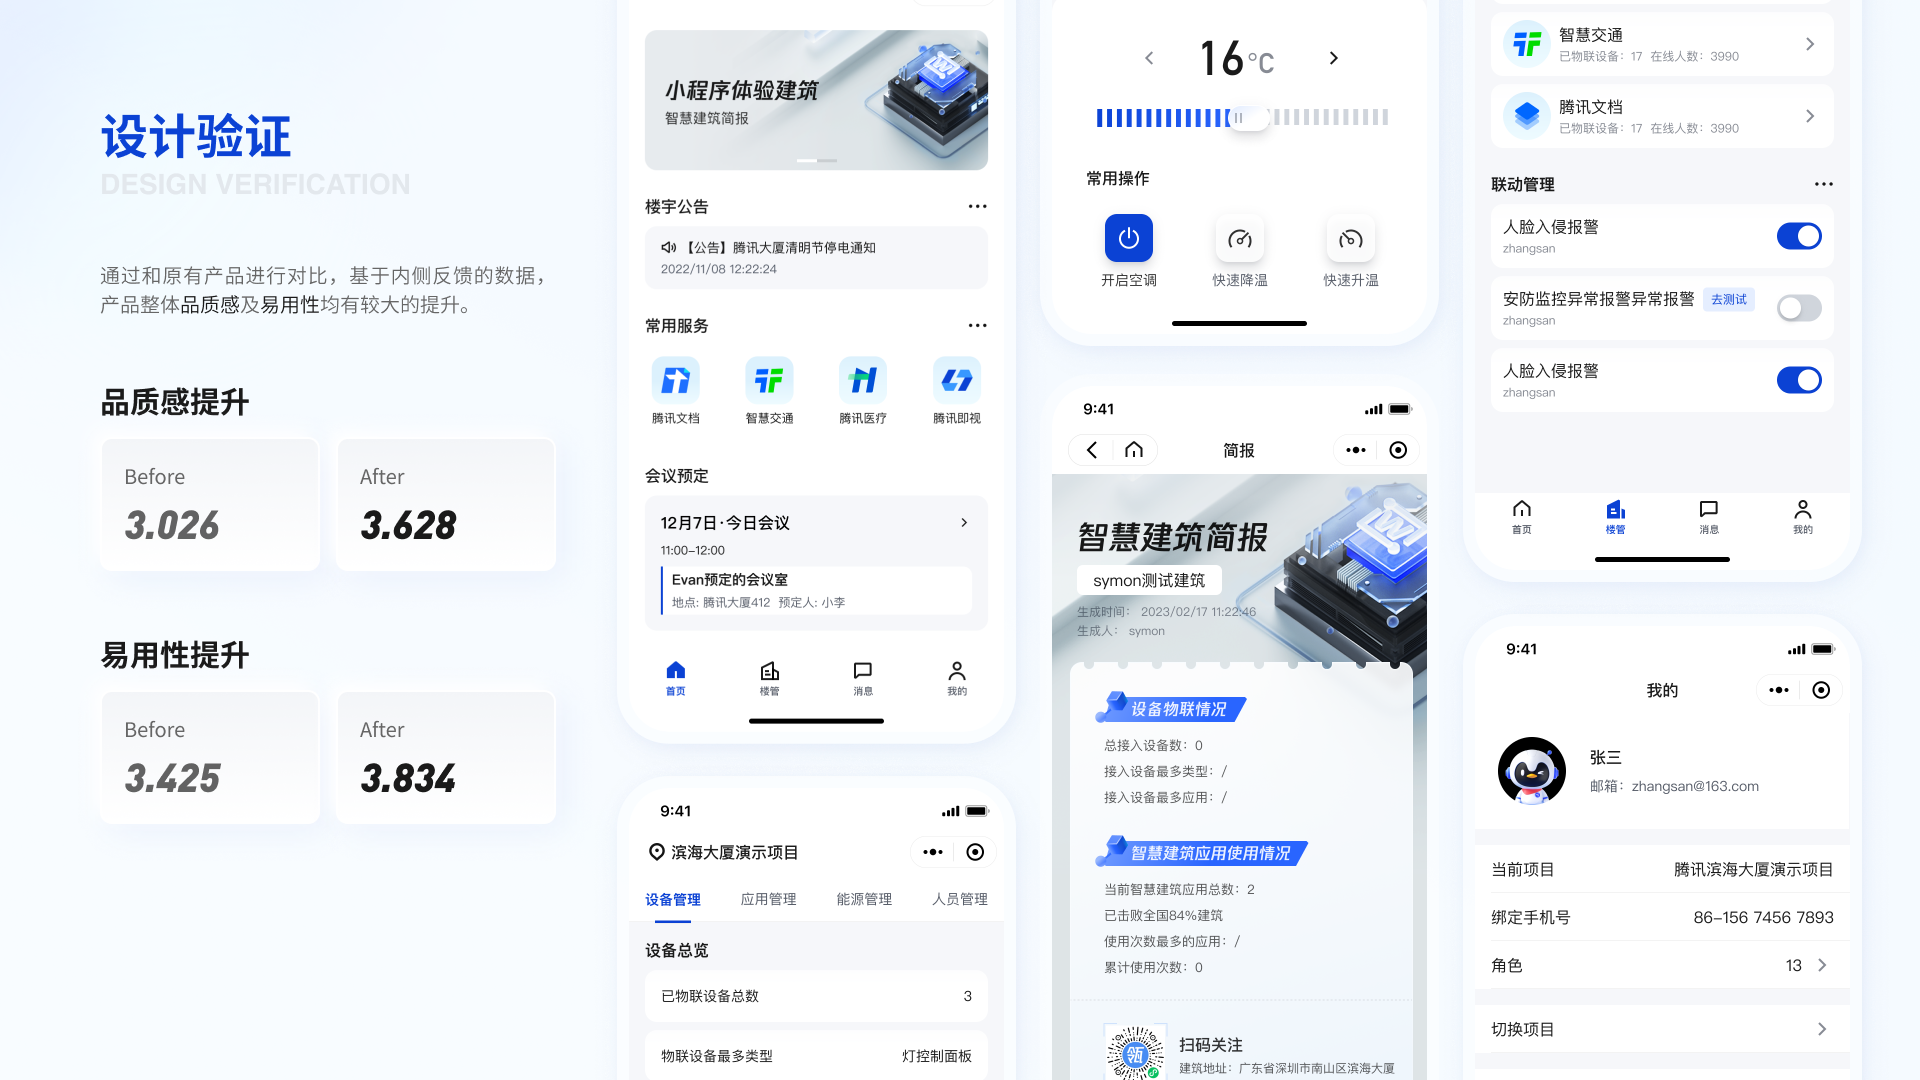 设计验证
DESIGN VERIFICATION
通过和原有产品进行对比，基于内侧反馈的数据，
产品整体品质感及易用性均有较大的提升。
品质感提升
Before
3.026
After
3.628
易用性提升
Before
3.425
After
3.834
小程序体验建筑
智慧建筑简报
楼宇公告
【公告】腾讯大厦清明节停电通知
2022/11/08 12:22:24
常用服务
腾讯文档
智慧交通
腾讯医疗
腾讯即视
会议预定
12月7日·今日会议
11:00-12:00
Evan预定的会议室
地点: 腾讯大厦412 预定人: 小李
首页
楼管
消息
我的
9:41
滨海大厦演示项目
设备管理
应用管理
能源管理
人员管理
设备总览
已物联设备总数
3
物联设备最多类型
灯控制面板
16°C
常用操作
开启空调
快速降温
快速升温
9:41
简报
智慧建筑简报
symon测试建筑
生成时间： 2023/02/17 11:22:46
生成人： symon
设备物联情况
总接入设备数：0
接入设备最多类型：/
接入设备最多应用：/
智慧建筑应用使用情况
当前智慧建筑应用总数：2
已击败全国84%建筑
使用次数最多的应用：/
累计使用次数：0
扫码关注
建筑地址：广东省深圳市南山区滨海大厦
智慧交通
已物联设备：17 在线人数：3990
腾讯文档
已物联设备：17 在线人数：3990
联动管理
人脸入侵报警
zhangsan
安防监控异常报警异常报警
去测试
zhangsan
人脸入侵报警
zhangsan
首页
楼管
消息
我的
9:41
我的
张三
邮箱：zhangsan@163.com
当前项目
腾讯滨海大厦演示项目
绑定手机号
86-156 7456 7893
角色
13
切换项目